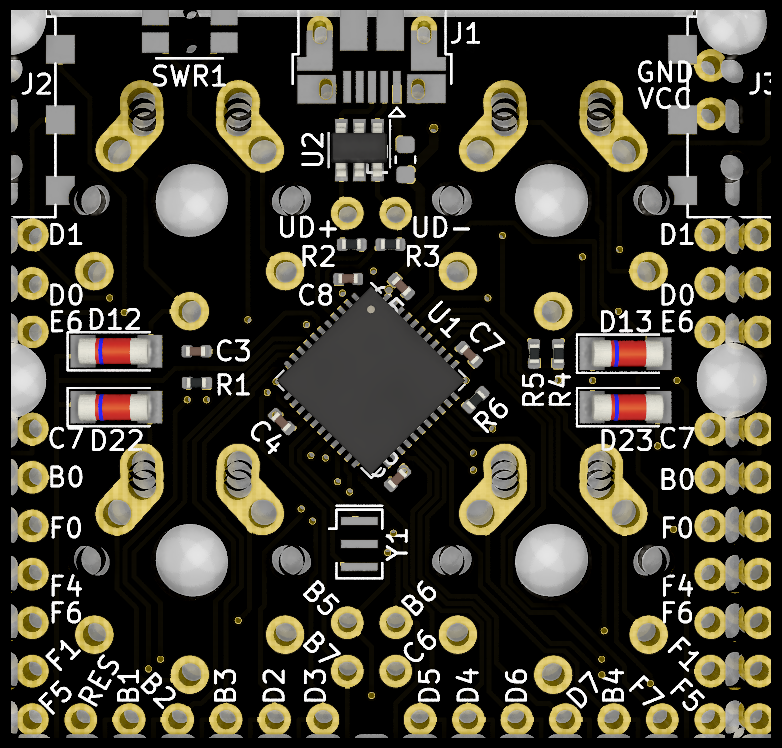 J1
J2
SWR1
GND
VCC
U2
UD+
UD-
D1
R2
R3
D1
D0
C8
U1
D0
E6
D12
C7
D13
E6
C3
R1
R5
R4
C7
D22
C4
R6
D23
C7
B0
B0
F0
Y1
F0
F4
F6
B5
B6
F4
F6
F1
B7
C6
F1
F5
RES
B1
B2
B3
D2
D3
D5
D4
D6
D7
B4
F7
F5